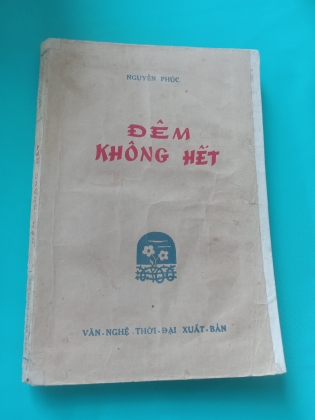 NGUYỄN PHÚC
ĐÊM
KHÔNG HẾT
VĂN-NGHỆ-THỜI-ĐẠI XUẤT-BẢN